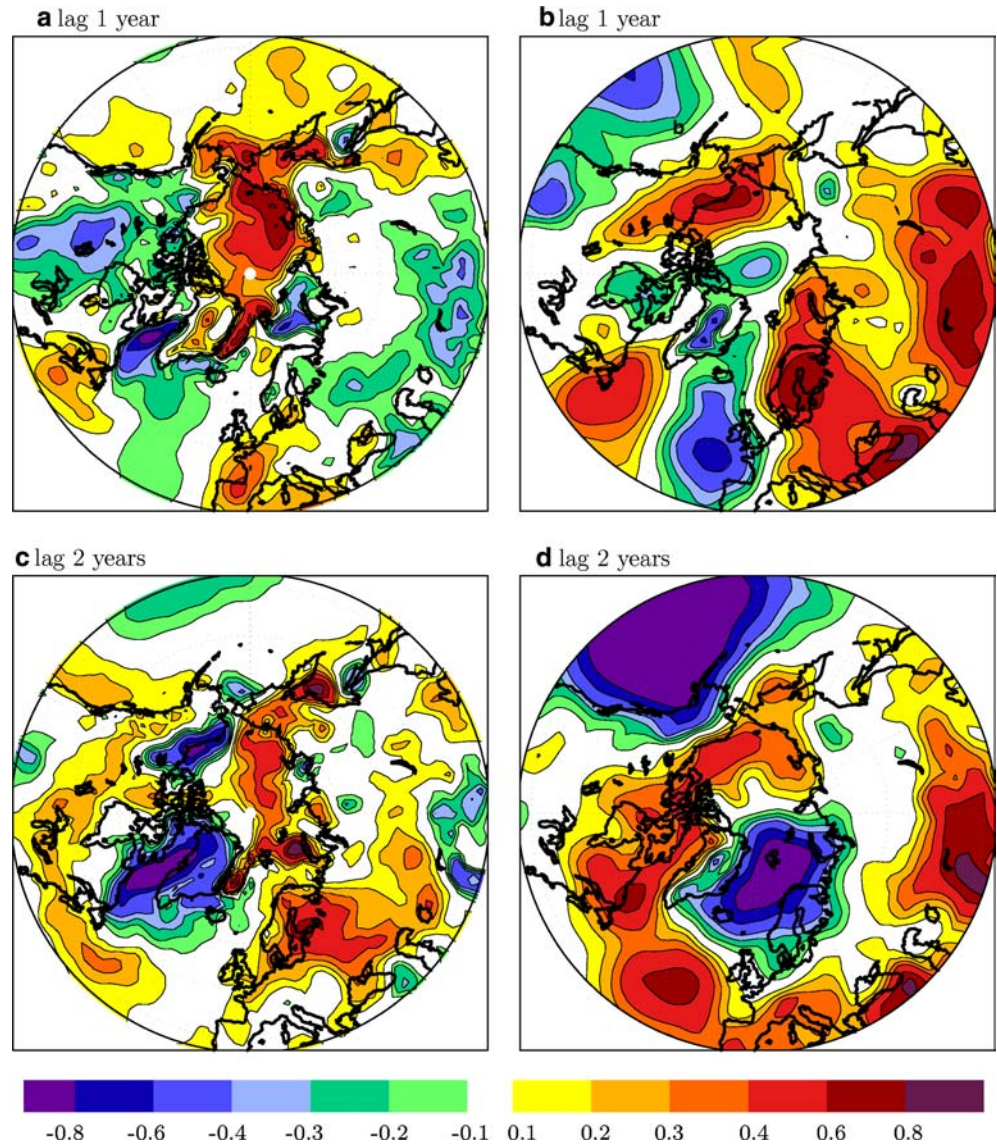 a lag 1 year
b lag 1 year
b
c lag 2 years
d lag 2 years
-0.8 -0.6 -0.4 -0.3 -0.2 -0.1 0.1 0.2 0.3 0.4 0.6 0.8